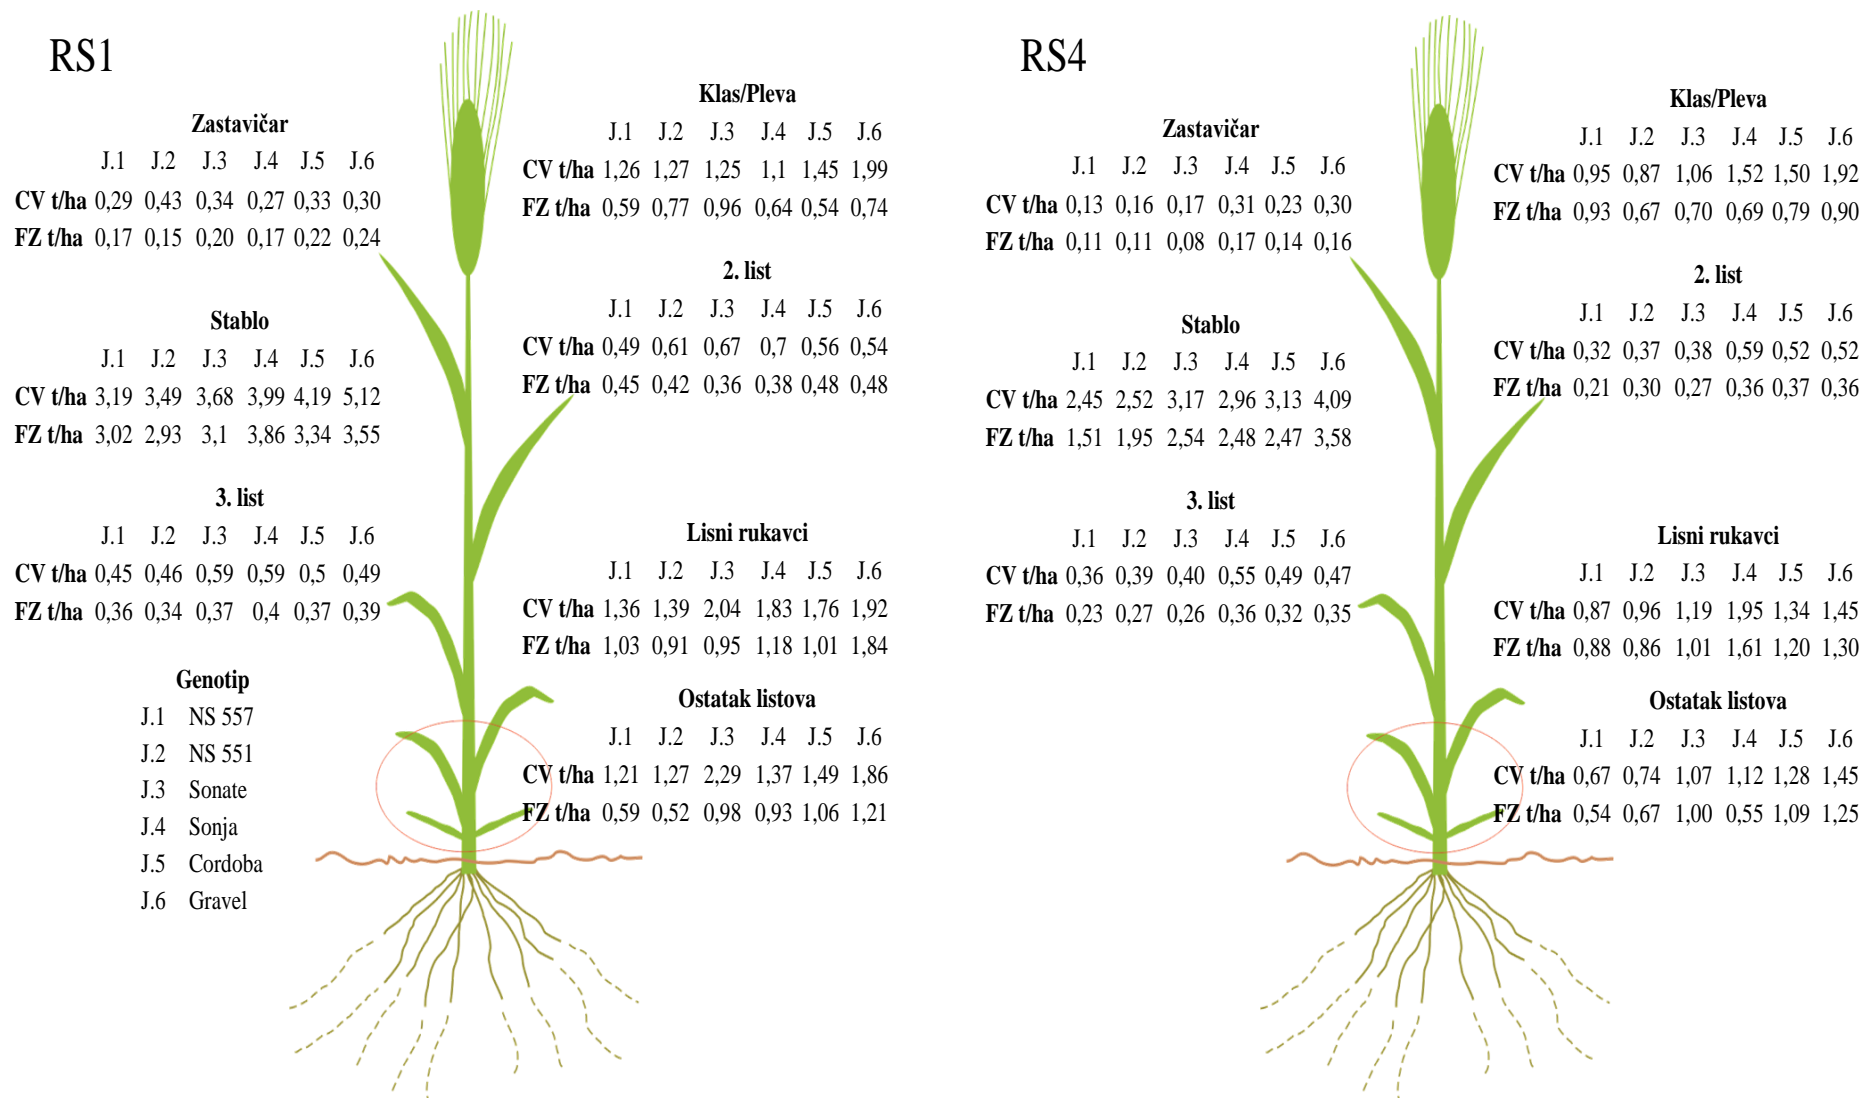 RS1
Zastavičar
J.1 J.2 J.3 J.4 J.5 J.6
CV t/ha 0,29 0,43 0,34 0,27 0,33 0,30
FZ t/ha 0,17 0,15 0,20 0,17 0,22 0,24
Klas/Pleva
J.1 J.2 J.3 J.4 J.5 J.6
CV t/ha 1,26 1,27 1,25 1,1 1,45 1,99
FZ t/ha 0,59 0,77 0,96 0,64 0,54 0,74
2. list
J.1 J.2 J.3 J.4 J.5 J.6
CV t/ha 0,49 0,61 0,67 0,7 0,56 0,54
FZ t/ha 0,45 0,42 0,36 0,38 0,48 0,48
Stablo
J.1 J.2 J.3 J.4 J.5 J.6
CV t/ha 3,19 3,49 3,68 3,99 4,19 5,12
FZ t/ha 3,02 2,93 3,1 3,86 3,34 3,55
3. list
J.1 J.2 J.3 J.4 J.5 J.6
CV t/ha 0,45 0,46 0,59 0,59 0,5 0,49
FZ t/ha 0,36 0,34 0,37 0,4 0,37 0,39
Lisni rukavci
J.1 J.2 J.3 J.4 J.5 J.6
CV t/ha 1,36 1,39 2,04 1,83 1,76 1,92
FZ t/ha 1,03 0,91 0,95 1,18 1,01 1,84
Ostatak listova
J.1 J.2 J.3 J.4 J.5 J.6
CV t/ha 1,21 1,27 2,29 1,37 1,49 1,86
FZ t/ha 0,59 0,52 0,98 0,93 1,06 1,21
Genotip
J.1 NS 557
J.2 NS 551
J.3 Sonate
J.4 Sonja
J.5 Cordoba
J.6 Gravel
RS4
Zastavičar
J.1 J.2 J.3 J.4 J.5 J.6
CV t/ha 0,13 0,16 0,17 0,31 0,23 0,30
FZ t/ha 0,11 0,11 0,08 0,17 0,14 0,16
Klas/Pleva
J.1 J.2 J.3 J.4 J.5 J.6
CV t/ha 0,95 0,87 1,06 1,52 1,50 1,92
FZ t/ha 0,93 0,67 0,70 0,69 0,79 0,90
2. list
J.1 J.2 J.3 J.4 J.5 J.6
CV t/ha 0,32 0,37 0,38 0,59 0,52 0,52
FZ t/ha 0,21 0,30 0,27 0,36 0,37 0,36
Stablo
J.1 J.2 J.3 J.4 J.5 J.6
CV t/ha 2,45 2,52 3,17 2,96 3,13 4,09
FZ t/ha 1,51 1,95 2,54 2,48 2,47 3,58
3. list
J.1 J.2 J.3 J.4 J.5 J.6
CV t/ha 0,36 0,39 0,40 0,55 0,49 0,47
FZ t/ha 0,23 0,27 0,26 0,36 0,32 0,35
Lisni rukavci
J.1 J.2 J.3 J.4 J.5 J.6
CV t/ha 0,87 0,96 1,19 1,95 1,34 1,45
FZ t/ha 0,88 0,86 1,01 1,61 1,20 1,30
Ostatak listova
J.1 J.2 J.3 J.4 J.5 J.6
CV t/ha 0,67 0,74 1,07 1,12 1,28 1,45
FZ t/ha 0,54 0,67 1,00 0,55 1,09 1,25